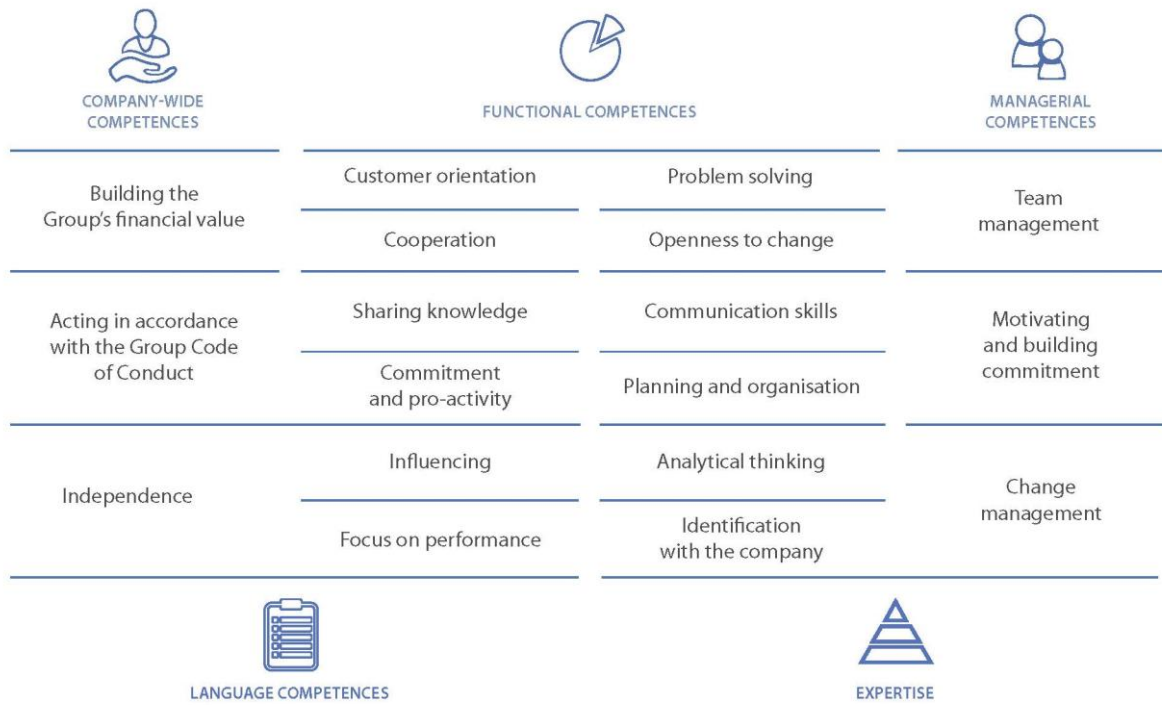 COMPANY-WIDE
COMPETENCES
FUNCTIONAL COMPETENCES
MANAGERIAL
COMPETENCES
Building the
Group's financial value
Customer orientation
Problem solving
Cooperation
Openness to change
Team
management
Acting in accordance
with the Group Code
of Conduct
Sharing knowledge
Communication skills
Commitment
and pro-activity
Planning and organisation
Motivating
and building
commitment
Independence
Influencing
Analytical thinking
Focus on performance
Identification
with the company
Change
management
LANGUAGE COMPETENCES
EXPERTISE